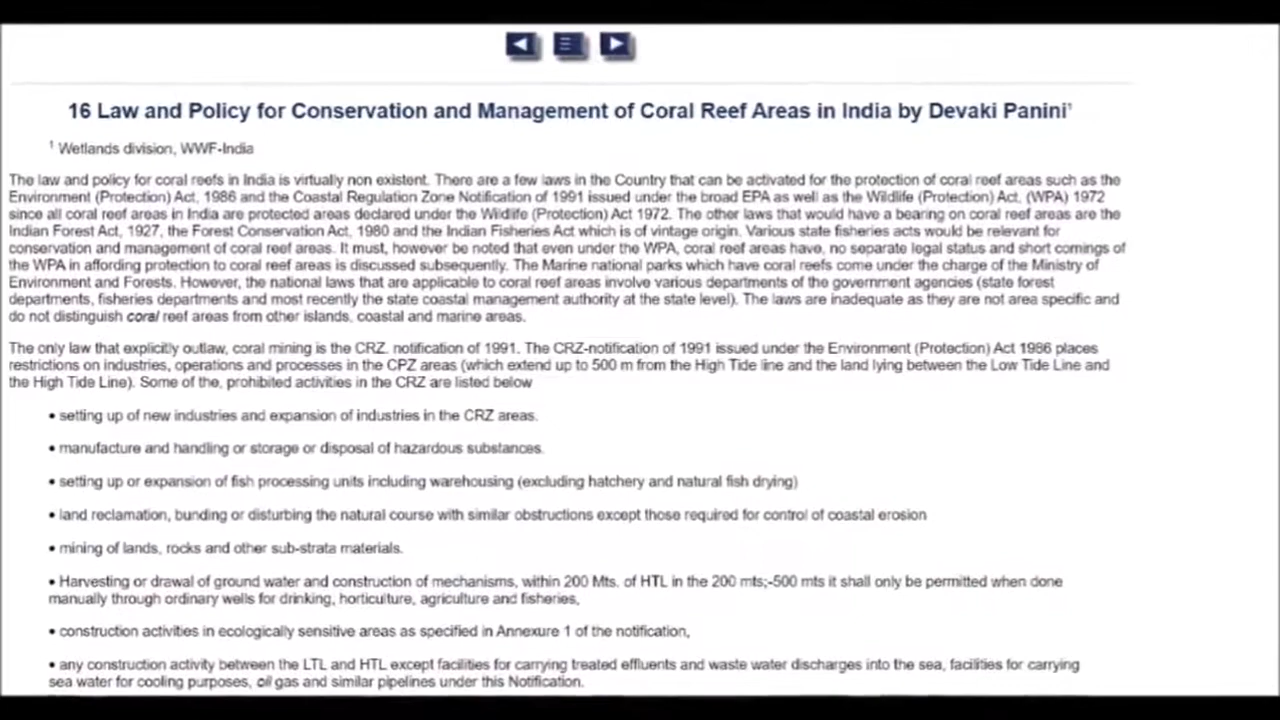 16 Law and Policy for Conservation and Management of Coral Reef Areas in India by Devaki Panini¹
¹ Wetlands division, WWF-India
The law and policy for coral reefs in India is virtually non existent. There are a few laws in the Country that can be activated for the protection of coral reef areas such as the
Environment (Protection) Act, 1986 and the Coastal Regulation Zone Notification of 1991 issued under the broad EPA as well as the Wildlife (Protection) Act, (WPA) 1972
since all coral reef areas in India are protected areas declared under the Wildlife (Protection) Act 1972. The other laws that would have a bearing on coral reef areas are the
Indian Forest Act, 1927, the Forest Conservation Act, 1980 and the Indian Fisheries Act which is of vintage origin. Various state fisheries acts would be relevant for
conservation and management of coral reef areas. It must, however be noted that even under the WPA, coral reef areas have, no separate legal status and short comings of
the WPA in affording protection to coral reef areas is discussed subsequently. The Marine national parks which have coral reefs come under the charge of the Ministry of
Environment and Forests. However, the national laws that are applicable to coral reef areas involve various departments of the government agencies (state forest
departments, fisheries departments and most recently the state coastal management authority at the state level). The laws are inadequate as they are not area specific and
do not distinguish coral reef areas from other islands, coastal and marine areas.
The only law that explicitly outlaw, coral mining is the CRZ. notification of 1991. The CRZ-notification of 1991 issued under the Environment (Protection) Act 1986 places
restrictions on industries, operations and processes in the CPZ areas (which extend up to 500 m from the High Tide line and the land lying between the Low Tide Line and
the High Tide Line). Some of the, prohibited activities in the CRZ are listed below
• setting up of new industries and expansion of industries in the CRZ areas.
• manufacture and handling or storage or disposal of hazardous substances.
• setting up or expansion of fish processing units including warehousing (excluding hatchery and natural fish drying)
• land reclamation, bunding or disturbing the natural course with similar obstructions except those required for control of coastal erosion
• mining of lands, rocks and other sub-strata materials.
• Harvesting or drawal of ground water and construction of mechanisms, within 200 Mts. of HTL in the 200 mts;-500 mts it shall only be permitted when done
manually through ordinary wells for drinking, horticulture, agriculture and fisheries,
• construction activities in ecologically sensitive areas as specified in Annexure 1 of the notification,
• any construction activity between the LTL and HTL except facilities for carrying treated effluents and waste water discharges into the sea, facilities for carrying
sea water for cooling purposes, oil gas and similar pipelines under this Notification.